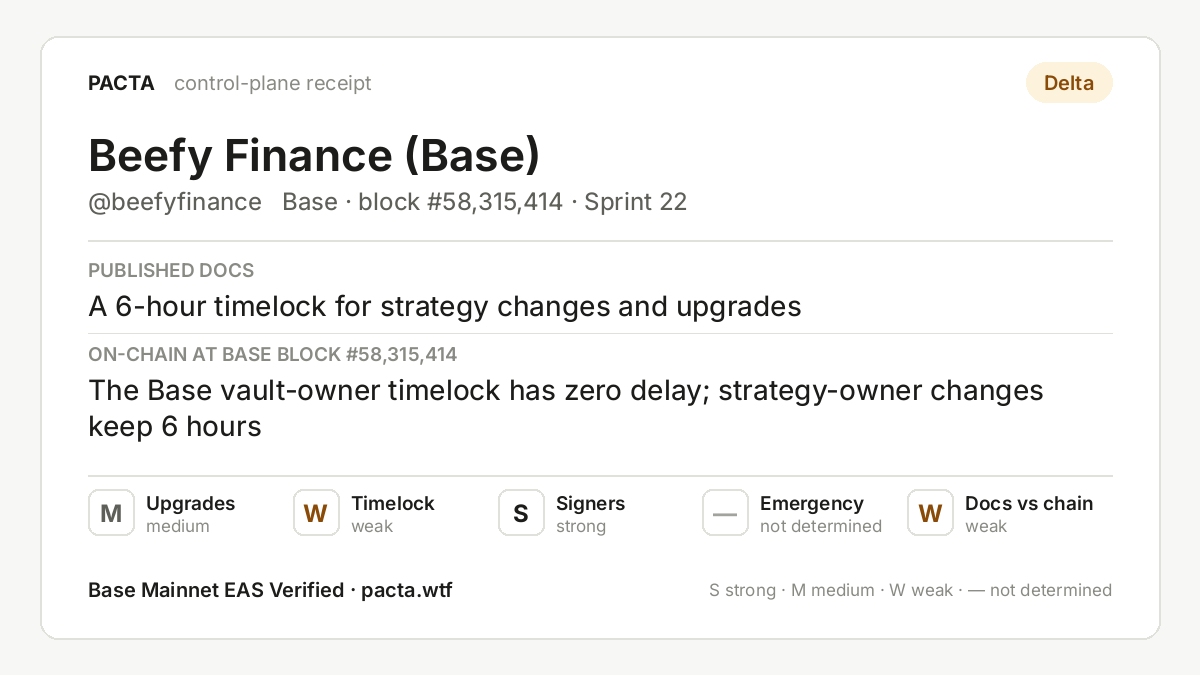 PACTA control-plane receipt
Delta
Beefy Finance (Base)
@beefyfinance Base · block #58,315,414 · Sprint 22
PUBLISHED DOCS
A 6-hour timelock for strategy changes and upgrades
ON-CHAIN AT BASE BLOCK #58,315,414
The Base vault-owner timelock has zero delay; strategy-owner changes
keep 6 hours
M Upgrades
medium
W Timelock
weak
S Signers
strong
— Emergency
not determined
W Docs vs chain
weak
Base Mainnet EAS Verified · pacta.wtf
S strong · M medium · W weak · — not determined